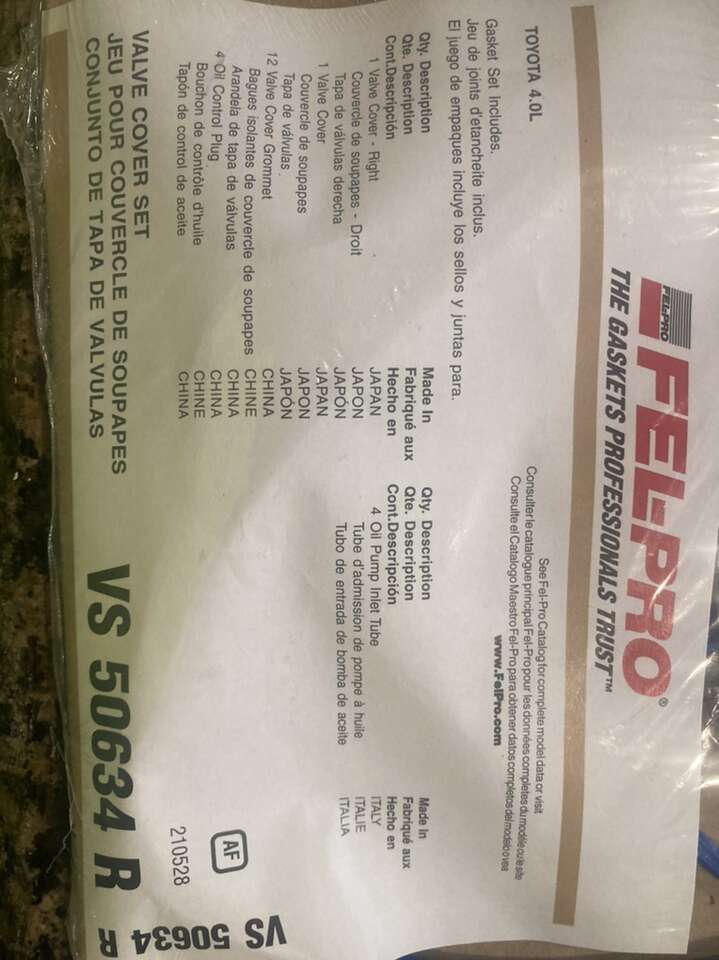 FEL-PRO
FEL-PRO®
THE GASKETS PROFESSIONALS TRUST™
See Fel-Pro Catalog for complete model data or visit
Consulter le catalogue principal Fel-Pro pour les données completes du modèle ou le site
Consulte el Catalogo Maestro Fel-Pro para obtener datos completos del modelo o vea
www.FelPro.com
TOYOTA 4.0L
Gasket Set Includes.
Jeu de joints d'etancheite inclus.
El juego de empaques incluye los sellos y juntas para.
Qty. Description Made In
Qte. Description Fabriqué aux
Cont.Descripción Hecho en
1 Valve Cover - Right JAPAN
Couvercle de soupapes - Droit JAPON
Tapa de válvulas derecha JAPÓN
1 Valve Cover JAPAN
Couvercle de soupapes JAPON
Tapa de válvulas JAPÓN
12 Valve Cover Grommet CHINA
Bagues isolantes de couvercle de soupapes CHINE
Arandela de tapa de válvulas CHINA
4 Oil Control Plug CHINA
Bouchon de contrôle d'huile CHINE
Tapón de control de aceite CHINA
Qty. Description Made In
Qte. Description Fabriqué aux
Cont.Descripción Hecho en
4 Oil Pump Inlet Tube ITALY
Tube d'admission de pompe à huile ITALIE
Tubo de entrada de bomba de aceite ITALIA
VALVE COVER SET
JEU POUR COUVERCLE DE SOUPAPES
CONJUNTO DE TAPA DE VALVULAS
AF
210528
VS 50634 R
VS 50634 R